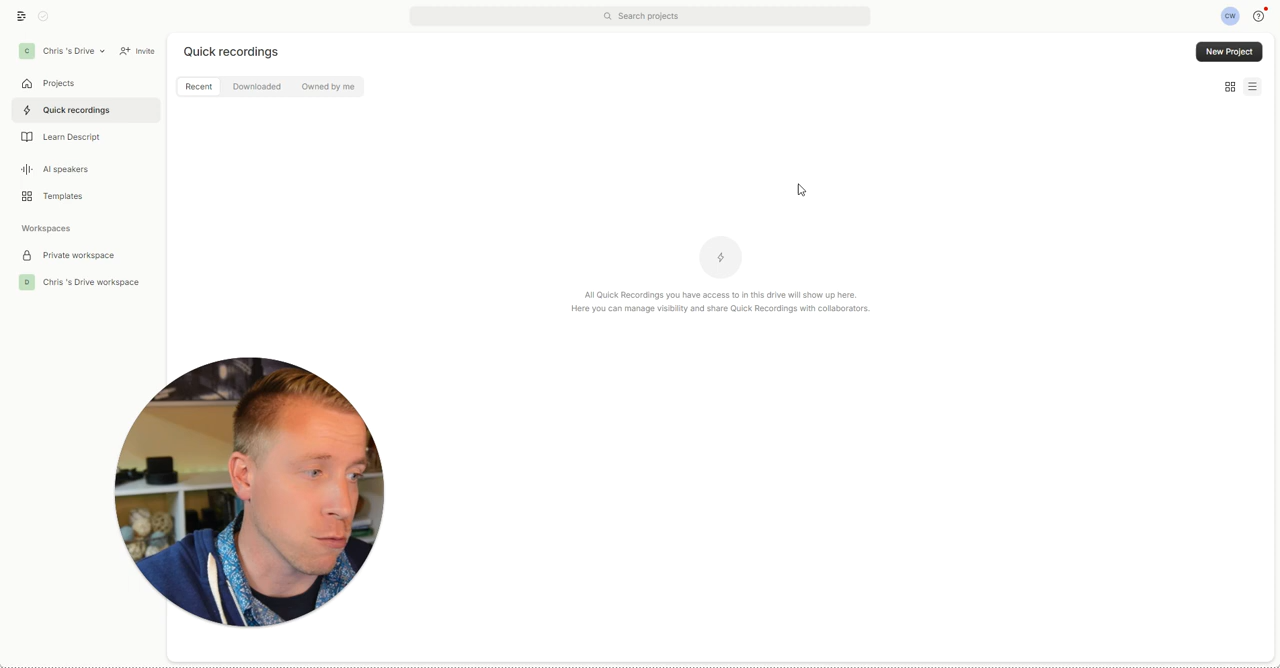 Search projects
CW
C Chris 's Drive
Invite
Quick recordings
New Project
Projects
Recent
Downloaded
Owned by me
Quick recordings
Learn Descript
AI speakers
Templates
Workspaces
Private workspace
D Chris 's Drive workspace
All Quick Recordings you have access to in this drive will show up here.
Here you can manage visibility and share Quick Recordings with collaborators.